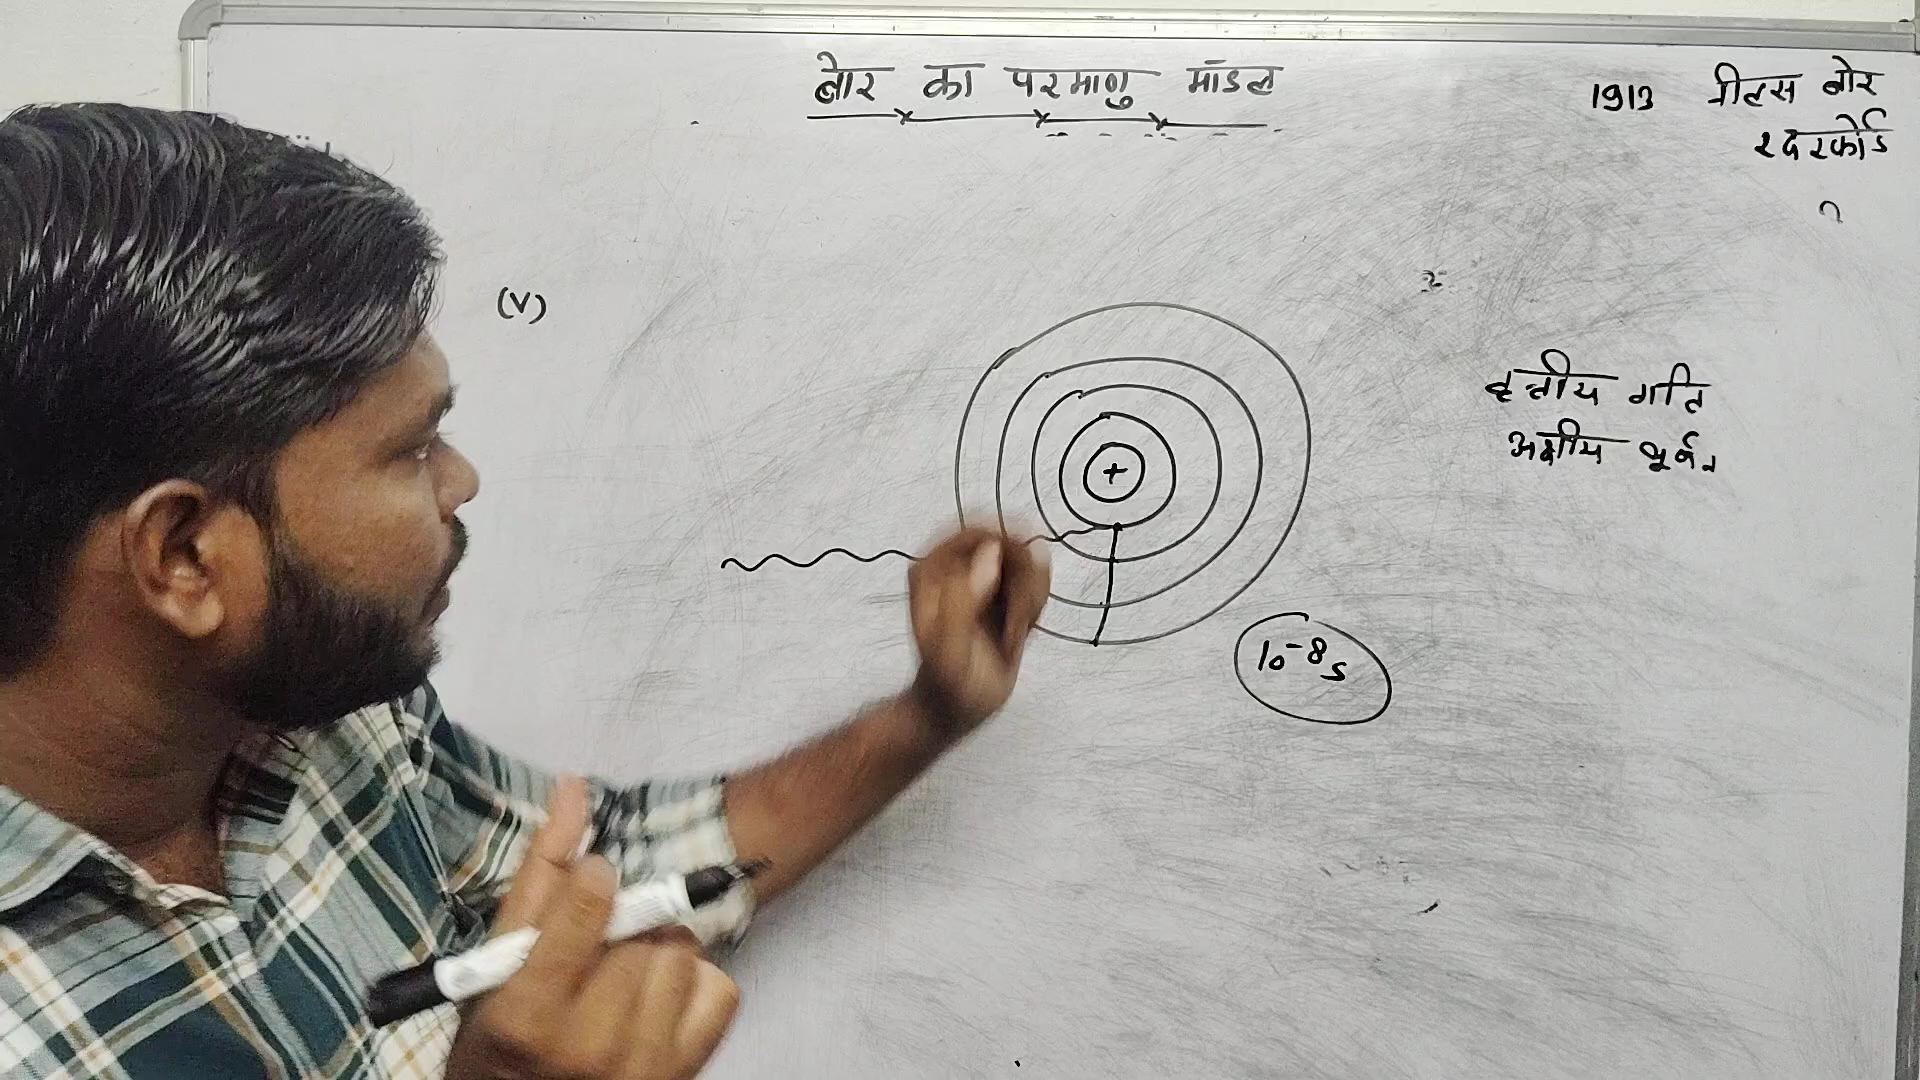 बोर का परमाणु मॉडल
1913 नील्स बोर
रदरफोर्ड
(V)
वृत्तीय गति
अक्षीय घूर्णन
+
10⁻⁸s